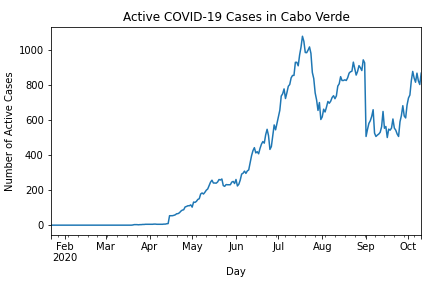 Active COVID-19 Cases in Cabo Verde
Number of Active Cases
1000
800
600
400
200
0
Feb Mar Apr May Jun Jul Aug Sep Oct
2020
Day